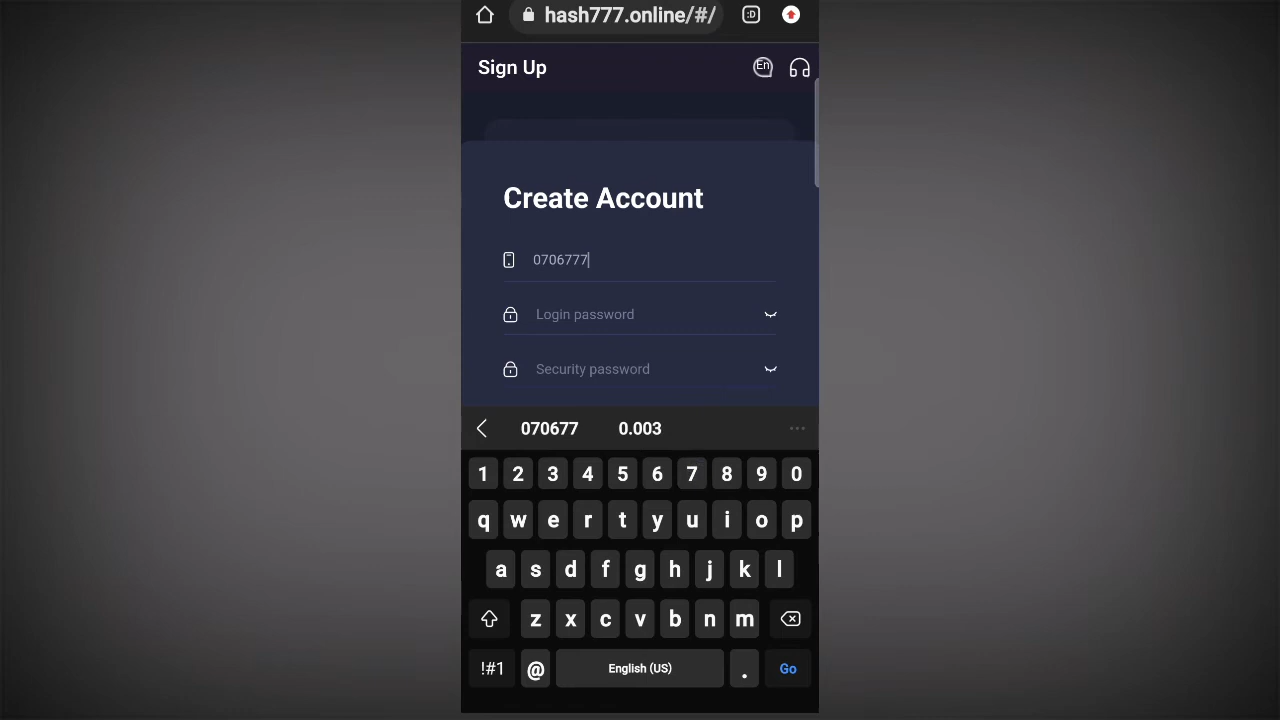 hash777.online/#/ :D
Sign Up En
Create Account
0706777
Login password
Security password
070677 0.003 ...
1 2 3 4 5 6 7 8 9 0
q w e r t y u i o p
a s d f g h j k l
z x c v b n m
!#1 @ English (US) . Go